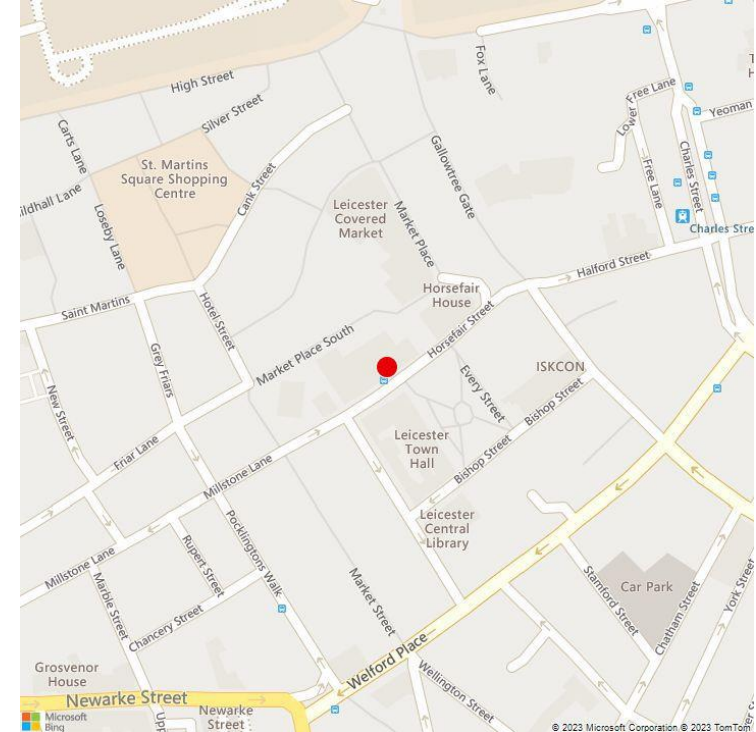 High Street
Fox Lane
Silver Street
Carts Lane
St. Martins
Square Shopping
Centre
Cank Street
Gallowtree Gate
Lower
Free Lane
Yeoman
Free Lane
Charles Street
Charles Stre
ildhall Lane
Loseby Lane
Leicester
Covered
Market
Market Place
Halford Street
Horsefair
House
Saint Martins
Hotel Street
Horsefair Street
Market Place South
Grey Friars
New Street
Every Street
ISKCON
Bishop Street
Friar Lane
Leicester
Town
Hall
Bishop Street
Millstone Lane
Leicester
Central
Library
Pocklingtons Walk
Millstone Lane
Rupert Street
Marble Street
Chancery Street
Market Street
Stamford Street
Car Park
Chatham Street
York Street
Welford Place
Wellington Street
Grosvenor
House
Newarke Street
Newarke
Street
Upp
Microsoft
Bing
© 2023 Microsoft Corporation © 2023 TomTom